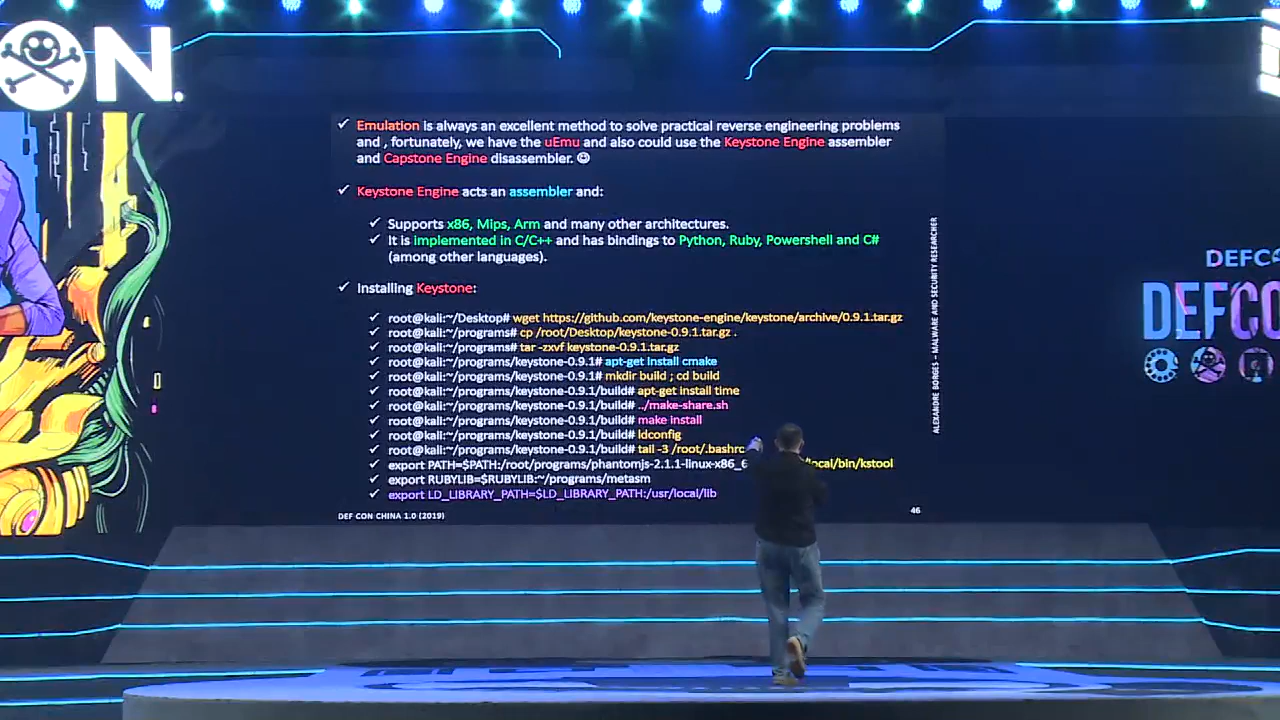 ON.
✓ Emulation is always an excellent method to solve practical reverse engineering problems
and , fortunately, we have the uEmu and also could use the Keystone Engine assembler
and Capstone Engine disassembler. ☺
✓ Keystone Engine acts an assembler and:
✓ Supports x86, Mips, Arm and many other architectures.
✓ It is implemented in C/C++ and has bindings to Python, Ruby, Powershell and C#
(among other languages).
✓ Installing Keystone:
✓ root@kali:~/Desktop# wget https://github.com/keystone-engine/keystone/archive/0.9.1.tar.gz
✓ root@kali:~/programs# cp /root/Desktop/keystone-0.9.1.tar.gz .
✓ root@kali:~/programs# tar -zxvf keystone-0.9.1.tar.gz
✓ root@kali:~/programs/keystone-0.9.1# apt-get install cmake
✓ root@kali:~/programs/keystone-0.9.1# mkdir build ; cd build
✓ root@kali:~/programs/keystone-0.9.1/build# apt-get install time
✓ root@kali:~/programs/keystone-0.9.1/build# ../make-share.sh
✓ root@kali:~/programs/keystone-0.9.1/build# make install
✓ root@kali:~/programs/keystone-0.9.1/build# ldconfig
✓ root@kali:~/programs/keystone-0.9.1/build# tail -3 /root/.bashrc
✓ export PATH=$PATH:/root/programs/phantomjs-2.1.1-linux-x86_6 local/bin/kstool
✓ export RUBYLIB=$RUBYLIB:~/programs/metasm
✓ export LD_LIBRARY_PATH=$LD_LIBRARY_PATH:/usr/local/lib
DEF CON CHINA 1.0 (2019)
46
ALEXANDRE BORGES – MALWARE AND SECURITY RESEARCHER
DEFC
DEFCO